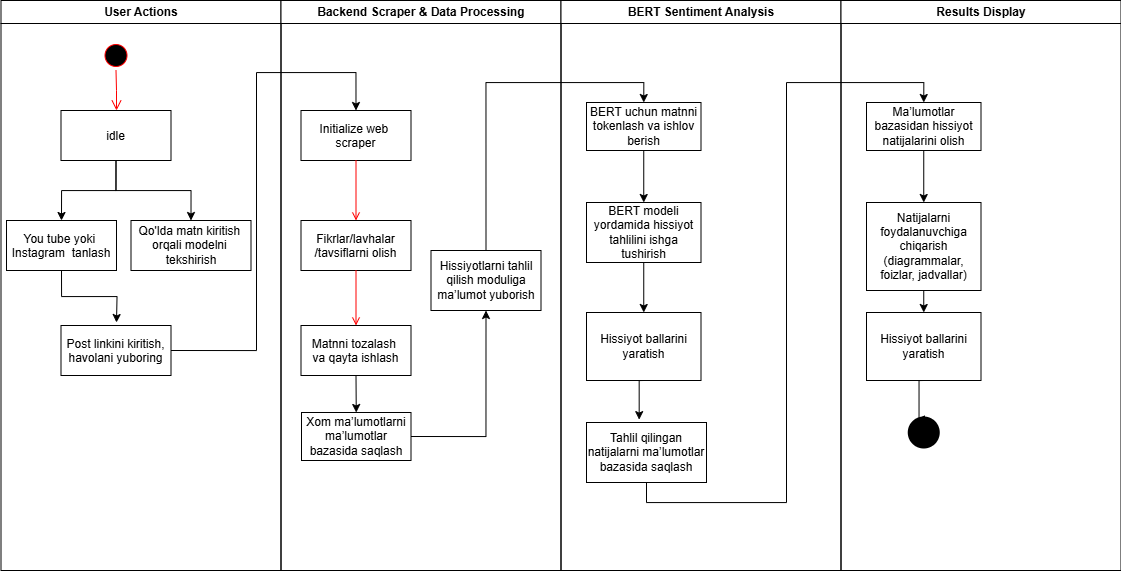 User Actions
Backend Scraper & Data Processing
BERT Sentiment Analysis
Results Display
idle
You tube yoki
Instagram tanlash
Qo'lda matn kiritish
orqali modelni
tekshirish
Post linkini kiritish,
havolani yuboring
Initialize web
scraper
Fikrlar/lavhalar
/tavsiflarni olish
Matnni tozalash
va qayta ishlash
Xom ma'lumotlarni
ma'lumotlar
bazasida saqlash
Hissiyotlarni tahlil
qilish moduliga
ma'lumot yuborish
BERT uchun matnni
tokenlash va ishlov
berish
BERT modeli
yordamida hissiyot
tahlilini ishga
tushirish
Hissiyot ballarini
yaratish
Tahlil qilingan
natijalarni ma'lumotlar
bazasida saqlash
Ma'lumotlar
bazasidan hissiyot
natijalarini olish
Natijalarni
foydalanuvchiga
chiqarish
(diagrammalar,
foizlar, jadvallar)
Hissiyot ballarini
yaratish